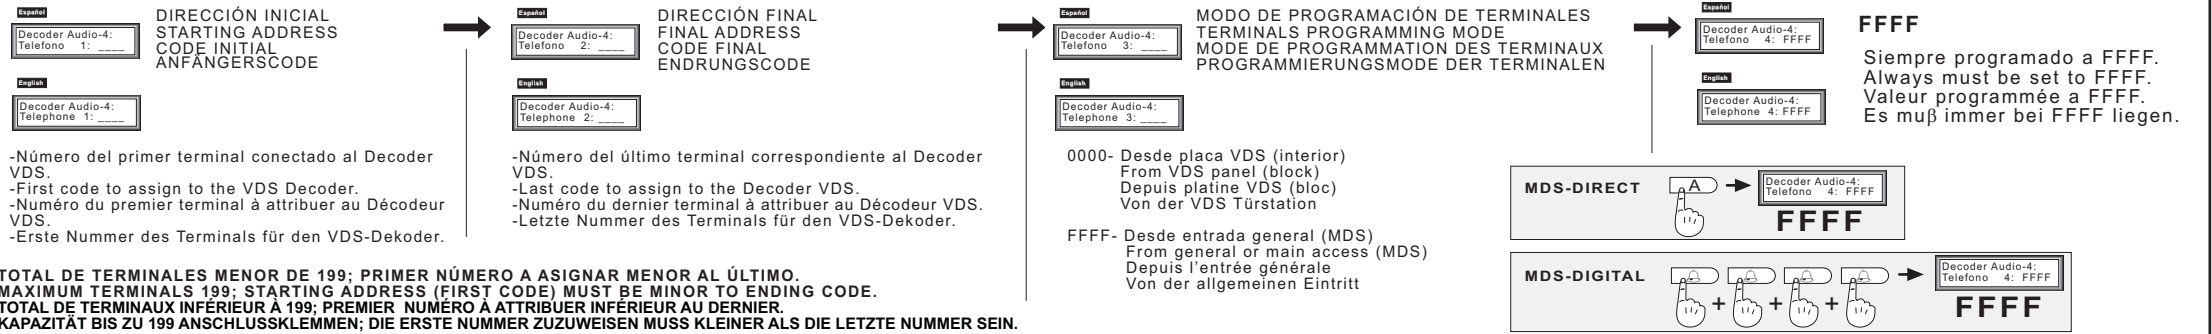 Español
Decoder Audio-4:
Telefono 1: ____
DIRECCIÓN INICIAL
STARTING ADDRESS
CODE INITIAL
ANFÄNGERSCODE
English
Decoder Audio-4:
Telephone 1: ____
-Número del primer terminal conectado al Decoder
VDS.
-First code to assign to the VDS Decoder.
-Numéro du premier terminal à attribuer au Décodeur
VDS.
-Erste Nummer des Terminals für den VDS-Dekoder.
Español
Decoder Audio-4:
Telefono 2: ____
DIRECCIÓN FINAL
FINAL ADDRESS
CODE FINAL
ENDRUNGSCODE
English
Decoder Audio-4:
Telephone 2: ____
-Número del último terminal correspondiente al Decoder
VDS.
-Last code to assign to the Decoder VDS.
-Numéro du dernier terminal à attribuer au Décodeur VDS.
-Letzte Nummer des Terminals für den VDS-Dekoder.
Español
Decoder Audio-4:
Telefono 3: ____
MODO DE PROGRAMACIÓN DE TERMINALES
TERMINALS PROGRAMMING MODE
MODE DE PROGRAMMATION DES TERMINAUX
PROGRAMMIERUNGSMODE DER TERMINALEN
English
Decoder Audio-4:
Telephone 3: ____
0000- Desde placa VDS (interior)
From VDS panel (block)
Depuis platine VDS (bloc)
Von der VDS Türstation
FFFF- Desde entrada general (MDS)
From general or main access (MDS)
Depuis l'entrée générale
Von der allgemeinen Eintritt
Español
Decoder Audio-4:
Telefono 4: FFFF
English
Decoder Audio-4:
Telephone 4: FFFF
FFFF
Siempre programado a FFFF.
Always must be set to FFFF.
Valeur programmée a FFFF.
Es muβ immer bei FFFF liegen.
MDS-DIRECT
A
Decoder Audio-4:
Telefono 4: FFFF
FFFF
MDS-DIGITAL
+ + +
Decoder Audio-4:
Telefono 4: FFFF
FFFF
TOTAL DE TERMINALES MENOR DE 199; PRIMER NÚMERO A ASIGNAR MENOR AL ÚLTIMO.
MAXIMUM TERMINALS 199; STARTING ADDRESS (FIRST CODE) MUST BE MINOR TO ENDING CODE.
TOTAL DE TERMINAUX INFÉRIEUR À 199; PREMIER NUMÉRO À ATTRIBUER INFÉRIEUR AU DERNIER.
KAPAZITÄT BIS ZU 199 ANSCHLUSSKLEMMEN; DIE ERSTE NUMMER ZUZUWEISEN MUSS KLEINER ALS DIE LETZTE NUMMER SEIN.